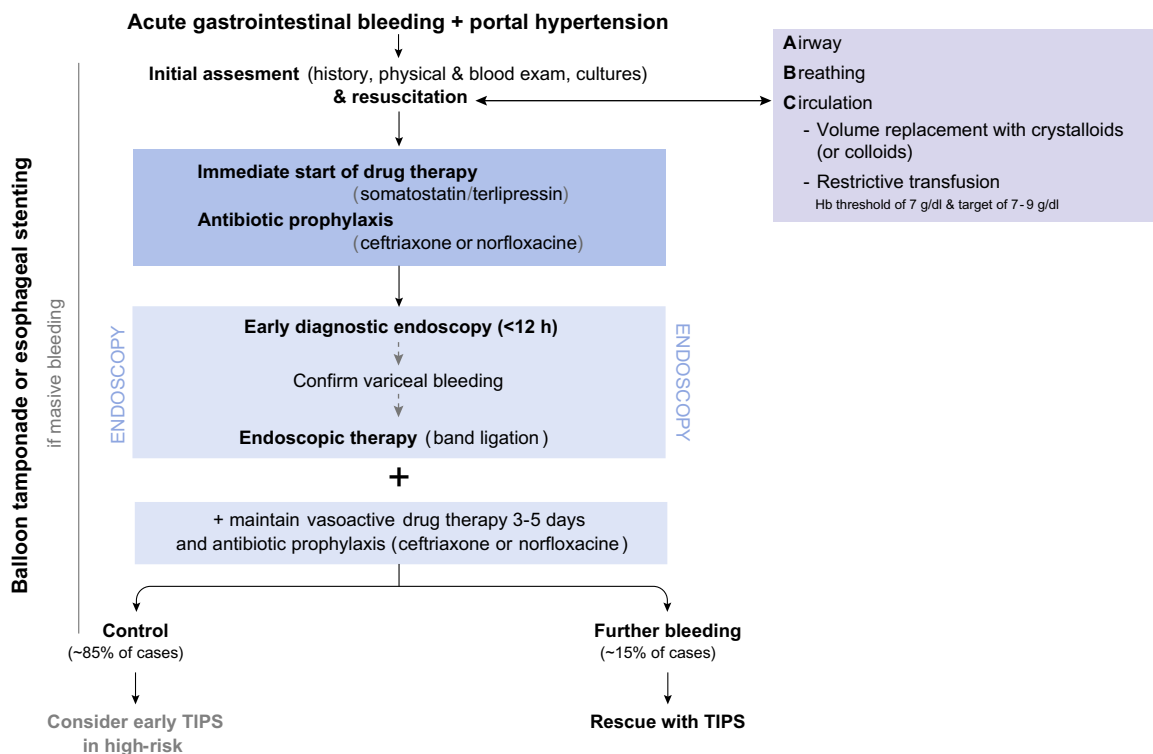 Acute gastrointestinal bleeding + portal hypertension
Initial assesment (history, physical & blood exam, cultures)
& resuscitation
Airway
Breathing
Circulation
- Volume replacement with crystalloids
(or colloids)
- Restrictive transfusion
Hb threshold of 7 g/dl & target of 7-9 g/dl
Balloon tamponade or esophageal stenting
if masive bleeding
Immediate start of drug therapy
(somatostatin/terlipressin)
Antibiotic prophylaxis
(ceftriaxone or norfloxacine)
ENDOSCOPY
Early diagnostic endoscopy (<12 h)
Confirm variceal bleeding
Endoscopic therapy (band ligation)
ENDOSCOPY
+
+ maintain vasoactive drug therapy 3-5 days
and antibiotic prophylaxis (ceftriaxone or norfloxacine)
Control
(~85% of cases)
Further bleeding
(~15% of cases)
Consider early TIPS
in high-risk
Rescue with TIPS